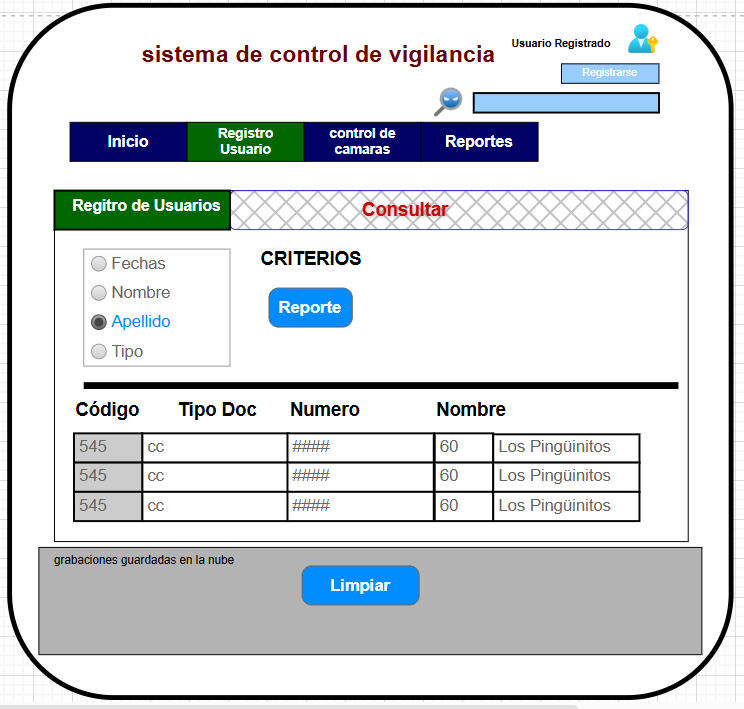 sistema de control de vigilancia
Usuario Registrado
Registrarse
Inicio
Registro
Usuario
control de
camaras
Reportes
Regitro de Usuarios
Consultar
Fechas
Nombre
Apellido
Tipo
CRITERIOS
Reporte
Código Tipo Doc Numero Nombre
545 cc #### 60 Los Pingüinitos
545 cc #### 60 Los Pingüinitos
545 cc #### 60 Los Pingüinitos
grabaciones guardadas en la nube
Limpiar